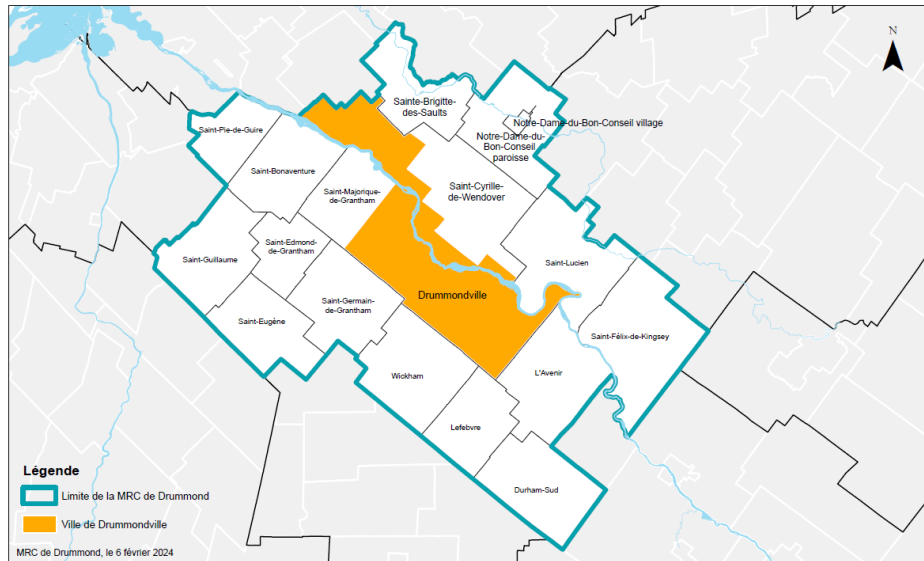 N
Sainte-Brigitte-
des-Saults
Notre-Dame-du-Bon-Conseil village
Notre-Dame-du-
Bon-Conseil
paroisse
Saint-Pie-de-Guire
Saint-Bonaventure
Saint-Majorique-
de-Grantham
Saint-Cyrille-
de-Wendover
Saint-Guillaume
Saint-Edmond-
de-Grantham
Saint-Lucien
Saint-Germain-
de-Grantham
Drummondville
Saint-Eugène
Saint-Félix-de-Kingsey
Wickham
L'Avenir
Lefebvre
Durham-Sud
Légende
Limite de la MRC de Drummond
Ville de Drummondville
MRC de Drummond, le 6 février 2024